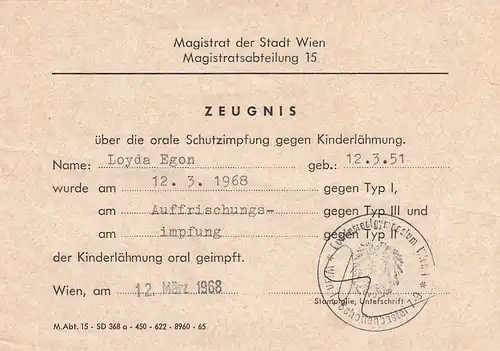 Magistrat der Stadt Wien
Magistratsabteilung 15
ZEUGNIS
über die orale Schutzimpfung gegen Kinderlähmung.
Name: Loyda Egon geb.: 12.3.51
wurde am 12. 3. 1968 gegen Typ I,
am Auffrischungs- gegen Typ III und
am impfung gegen Typ II
der Kinderlähmung oral geimpft.
Wien, am 12. März 1968
Stampiglie, Unterschrift
M.Abt. 15 - SD 368 a - 450 - 622 - 8960 - 65